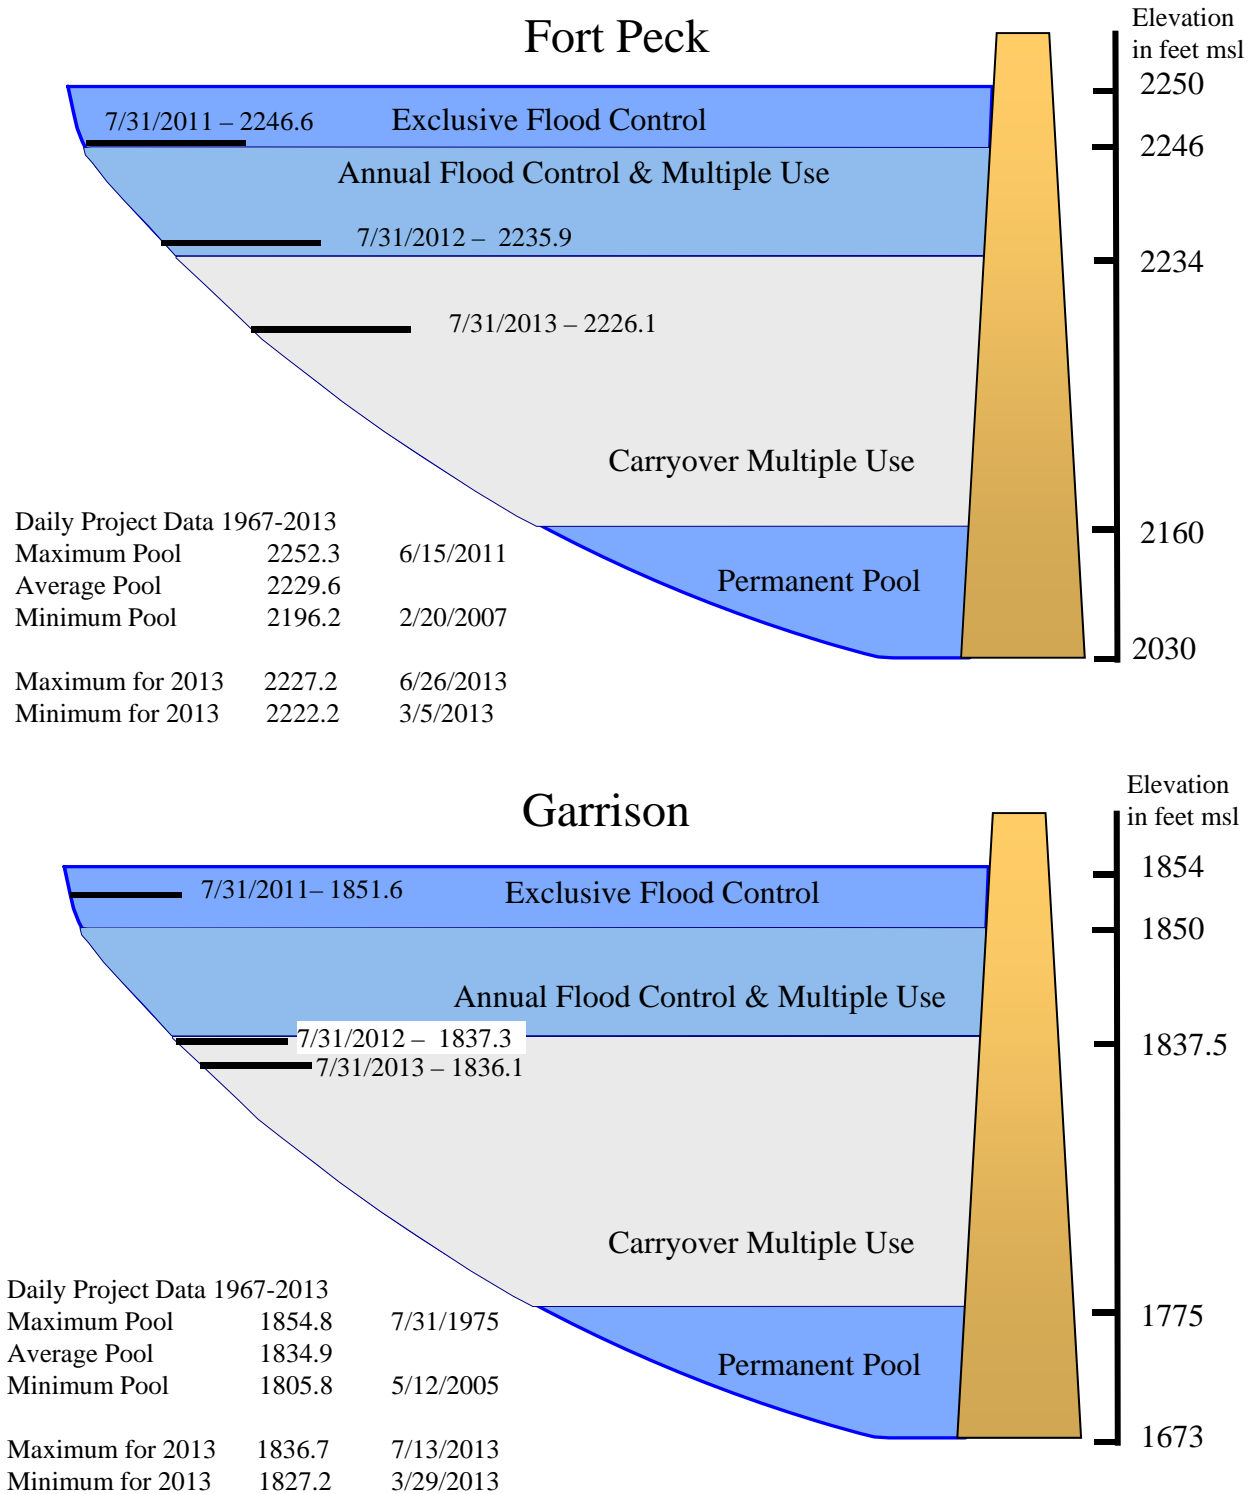 Fort Peck
Elevation
in feet msl
2250
7/31/2011 – 2246.6 Exclusive Flood Control
2246
Annual Flood Control & Multiple Use
7/31/2012 – 2235.9
2234
7/31/2013 – 2226.1
Carryover Multiple Use
Daily Project Data 1967-2013
2160
Maximum Pool 2252.3 6/15/2011
Average Pool 2229.6
Permanent Pool
Minimum Pool 2196.2 2/20/2007
2030
Maximum for 2013 2227.2 6/26/2013
Minimum for 2013 2222.2 3/5/2013
Garrison
Elevation
in feet msl
1854
7/31/2011– 1851.6 Exclusive Flood Control
1850
Annual Flood Control & Multiple Use
7/31/2012 – 1837.3
1837.5
7/31/2013 – 1836.1
Carryover Multiple Use
Daily Project Data 1967-2013
1775
Maximum Pool 1854.8 7/31/1975
Average Pool 1834.9
Permanent Pool
Minimum Pool 1805.8 5/12/2005
1673
Maximum for 2013 1836.7 7/13/2013
Minimum for 2013 1827.2 3/29/2013